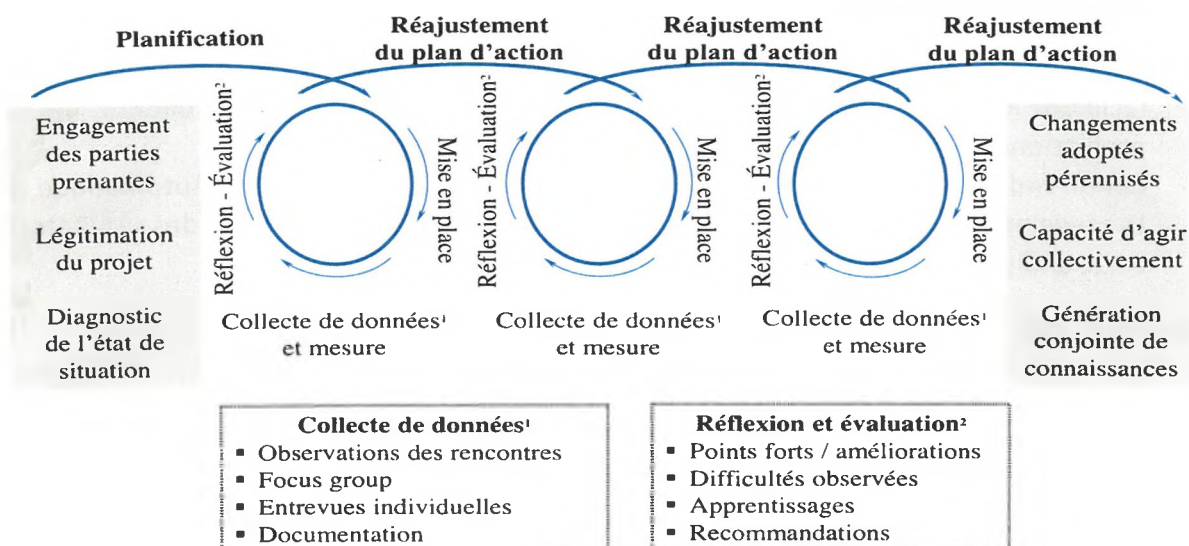 Planification
Réajustement
du plan d'action
Réajustement
du plan d'action
Réajustement
du plan d'action
Engagement
des parties
prenantes
Légitimation
du projet
Diagnostic
de l'état de
situation
Réflexion - Évaluation²
Mise en place
Collecte de données¹
et mesure
Réflexion - Évaluation²
Mise en place
Collecte de données¹
et mesure
Réflexion - Évaluation²
Mise en place
Collecte de données¹
et mesure
Changements
adoptés
pérennisés
Capacité d'agir
collectivement
Génération
conjointe de
connaissances
Collecte de données¹
▪ Observations des rencontres
▪ Focus group
▪ Entrevues individuelles
▪ Documentation
Réflexion et évaluation²
▪ Points forts / améliorations
▪ Difficultés observées
▪ Apprentissages
▪ Recommandations